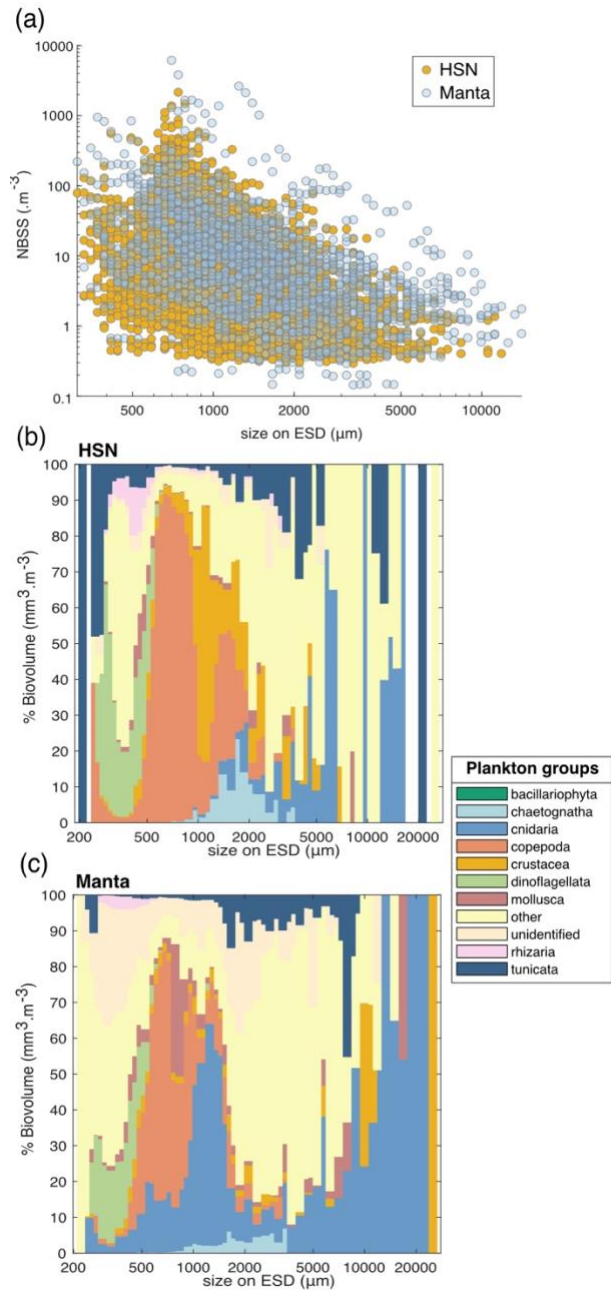 (a)
10000
1000
100
10
1
0.1
NBSS (.m-3)
HSN
Manta
500
1000
2000
5000
10000
size on ESD (µm)
(b)
HSN
100
90
80
70
60
50
40
30
20
10
0
% Biovolume (mm3.m-3)
200
500
1000
2000
5000
10000
20000
size on ESD (µm)
Plankton groups
bacillariophyta
chaetognatha
cnidaria
copepoda
crustacea
dinoflagellata
mollusca
other
unidentified
rhizaria
tunicata
(c)
Manta
100
90
80
70
60
50
40
30
20
10
0
% Biovolume (mm3.m-3)
200
500
1000
2000
5000
10000
20000
size on ESD (µm)